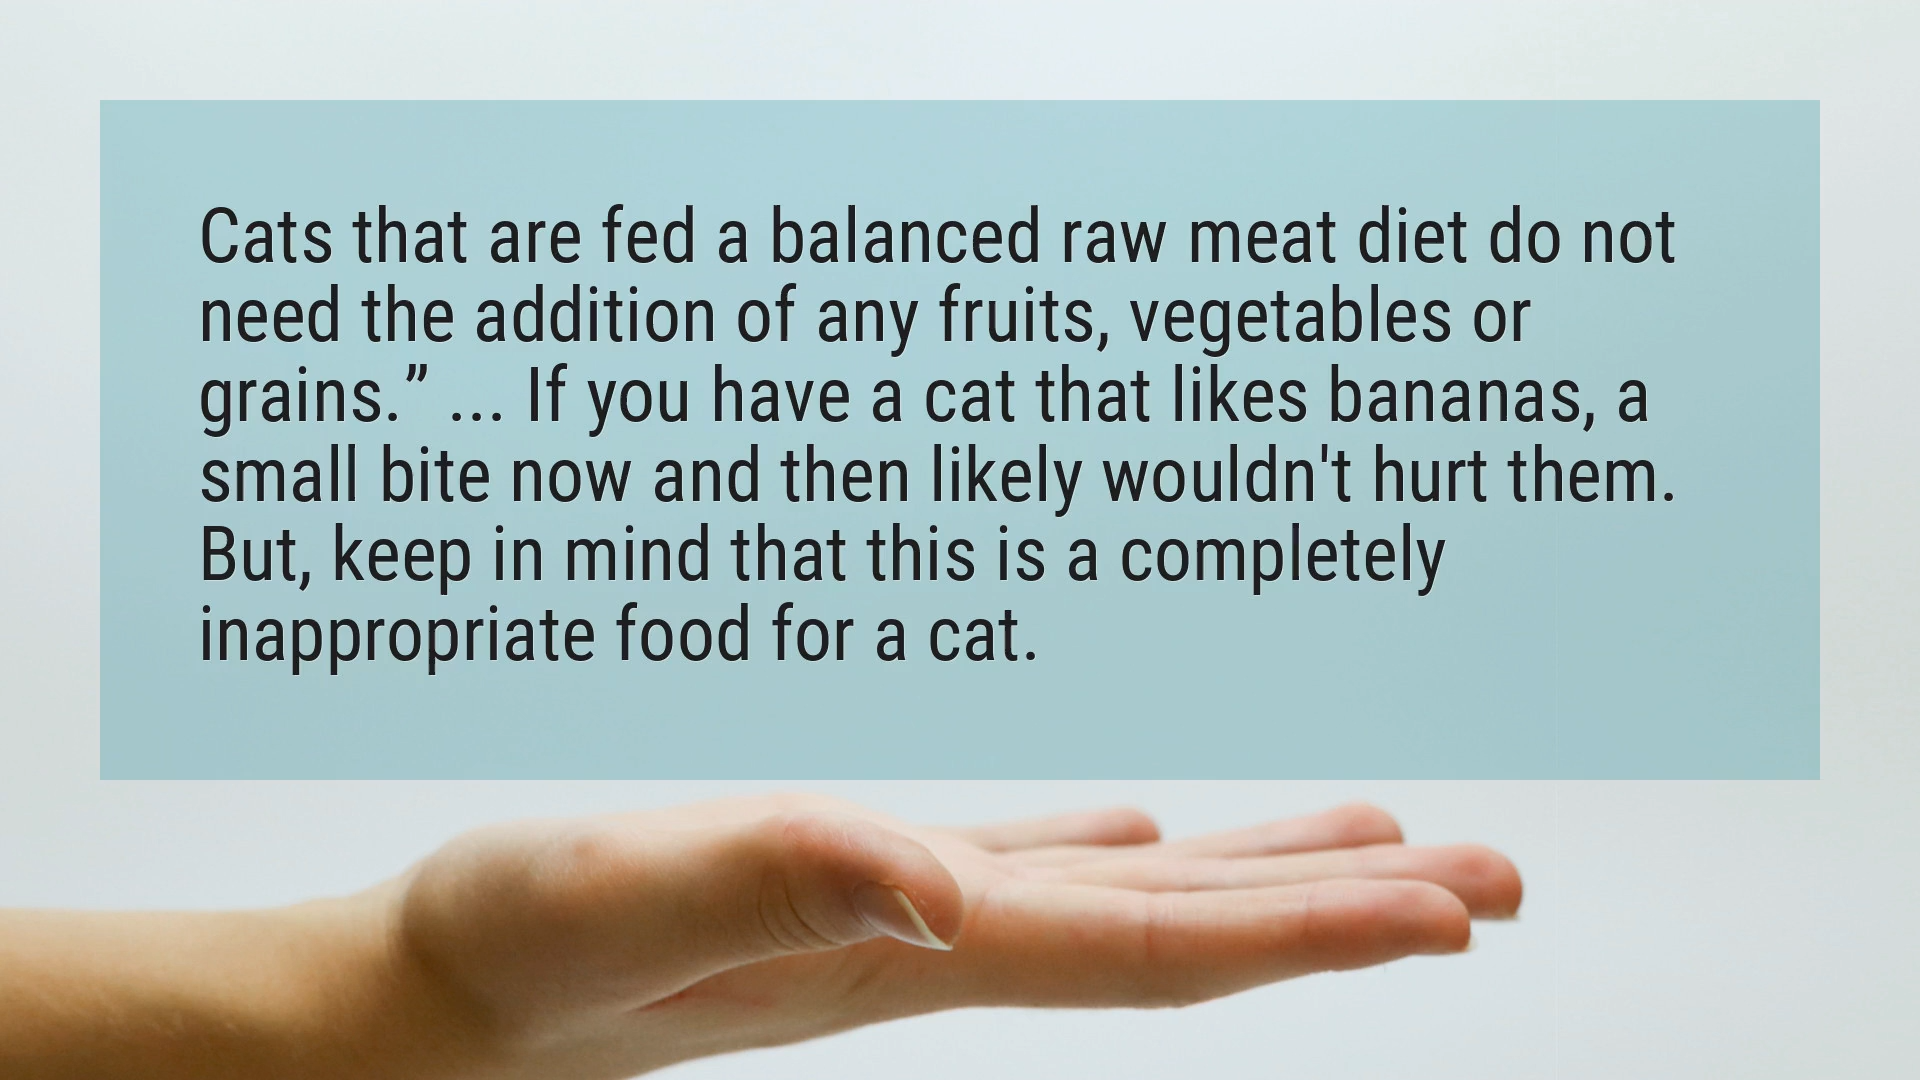 Cats that are fed a balanced raw meat diet do not
need the addition of any fruits, vegetables or
grains.” ... If you have a cat that likes bananas, a
small bite now and then likely wouldn't hurt them.
But, keep in mind that this is a completely
inappropriate food for a cat.